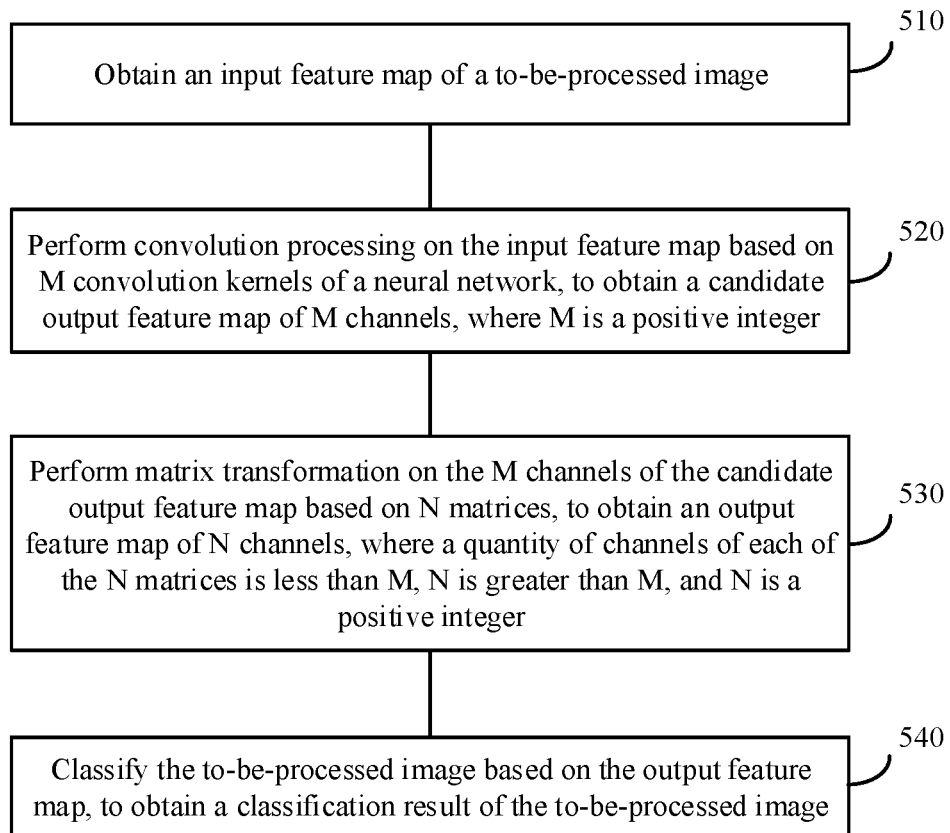 510
Obtain an input feature map of a to-be-processed image
520
Perform convolution processing on the input feature map based on
M convolution kernels of a neural network, to obtain a candidate
output feature map of M channels, where M is a positive integer
530
Perform matrix transformation on the M channels of the candidate
output feature map based on N matrices, to obtain an output
feature map of N channels, where a quantity of channels of each of
the N matrices is less than M, N is greater than M, and N is a
positive integer
540
Classify the to-be-processed image based on the output feature
map, to obtain a classification result of the to-be-processed image